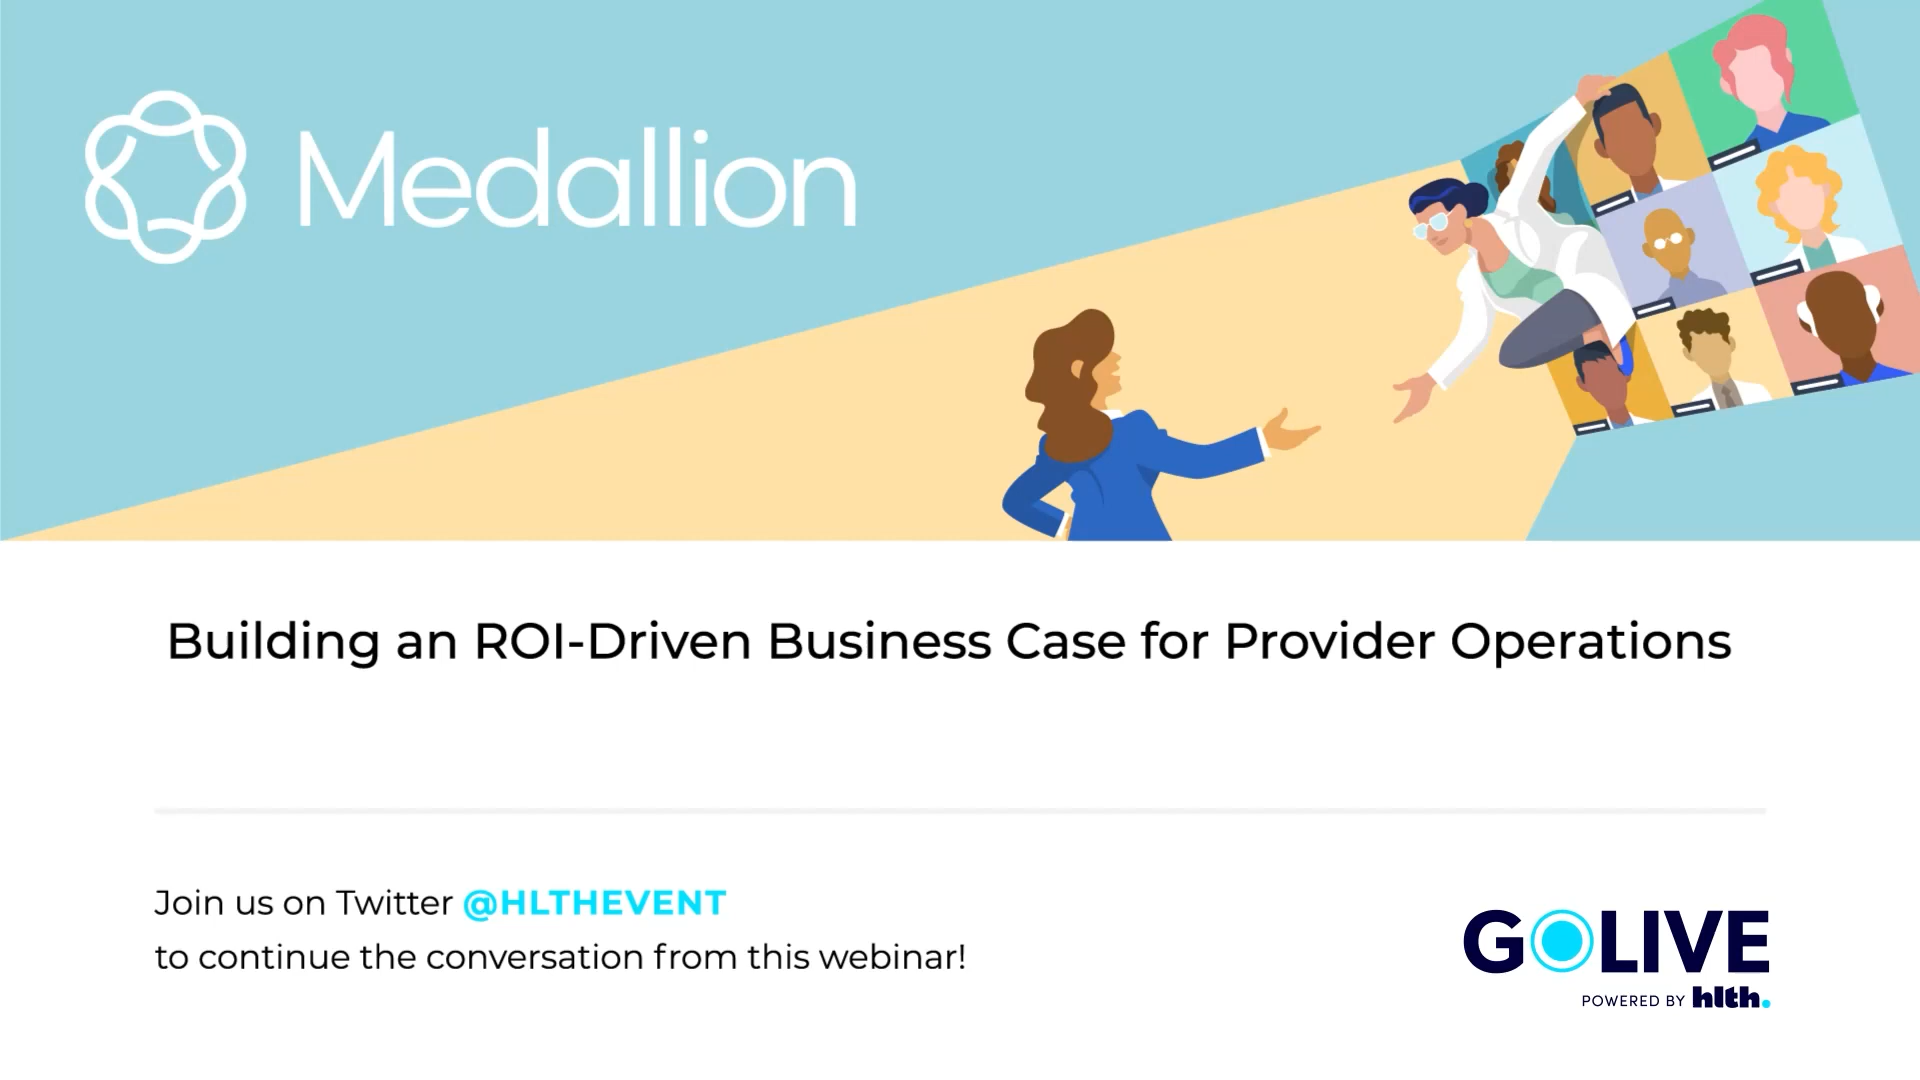 Medallion
Building an ROI-Driven Business Case for Provider Operations
Join us on Twitter @HLTHEVENT
to continue the conversation from this webinar!
GOLIVE
POWERED BY hlth.